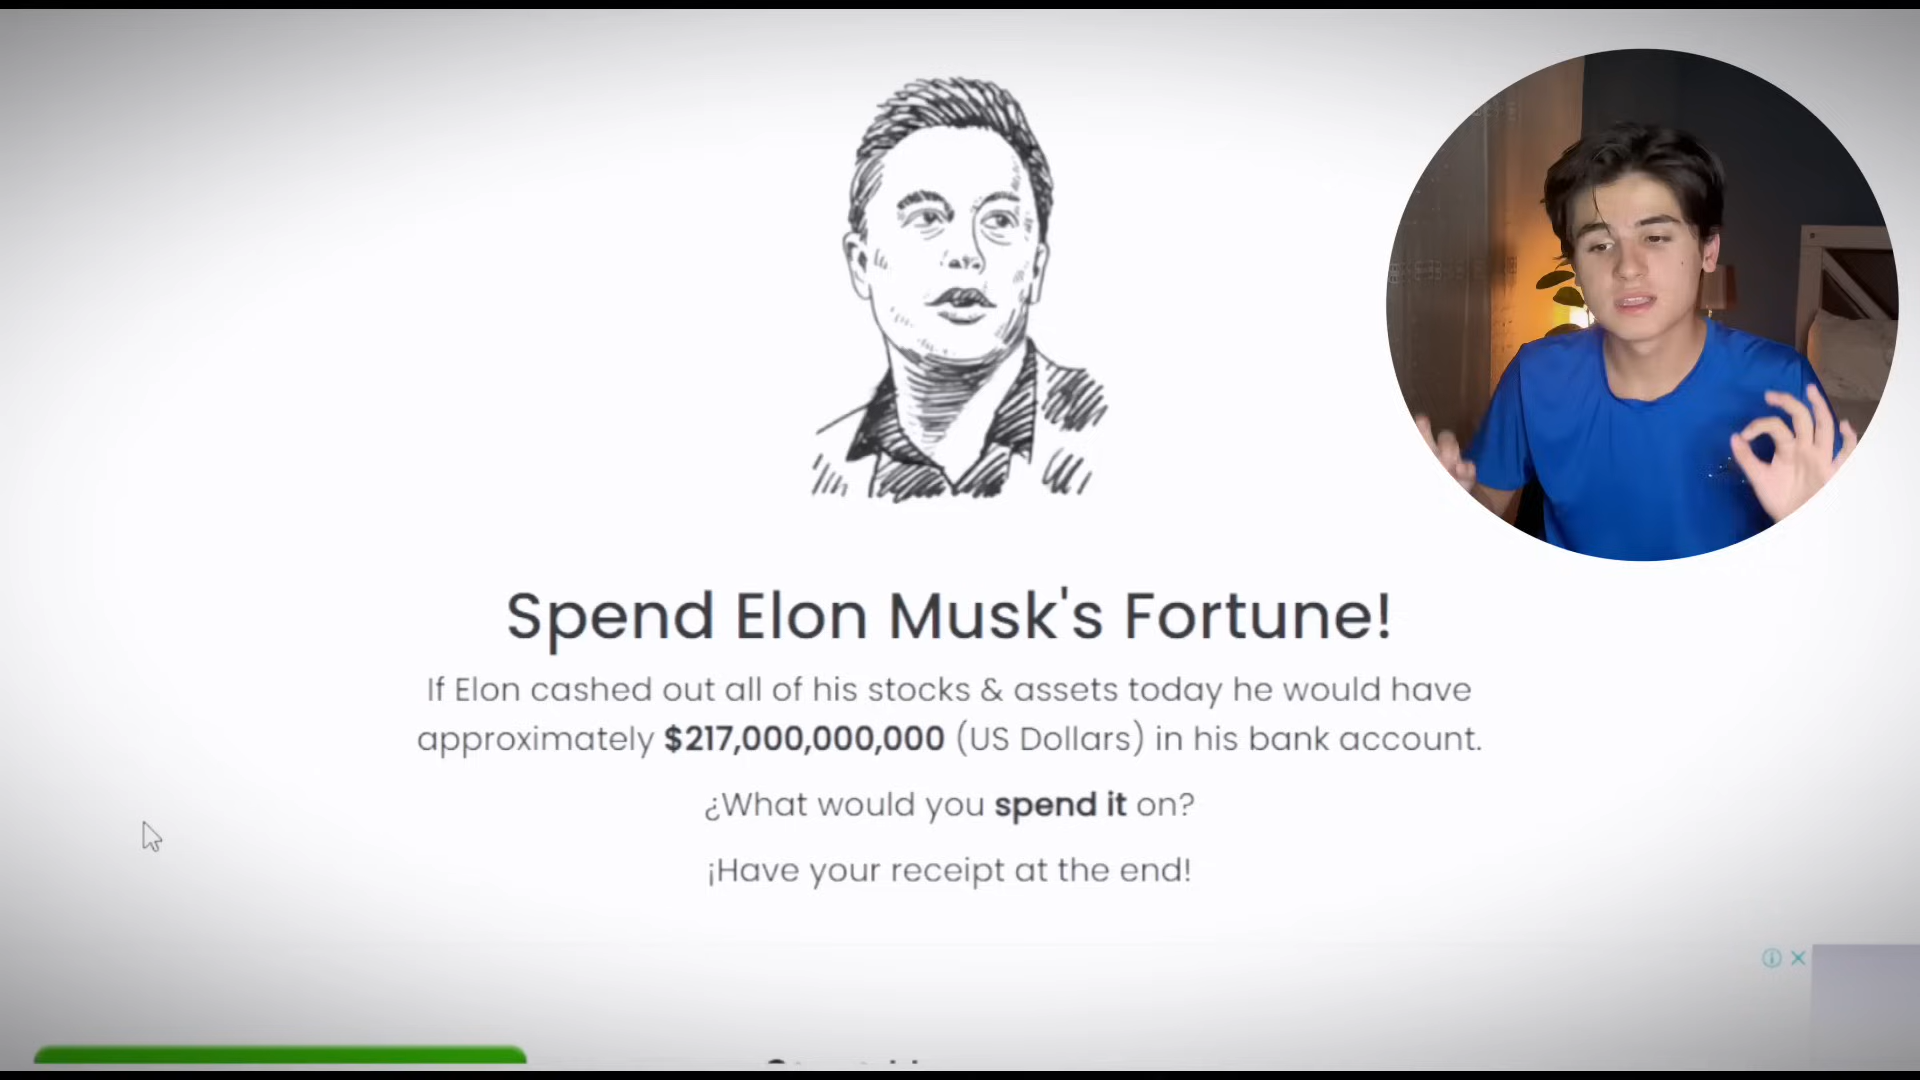 Spend Elon Musk's Fortune!
If Elon cashed out all of his stocks & assets today he would have
approximately $217,000,000,000 (US Dollars) in his bank account.
¿What would you spend it on?
¡Have your receipt at the end!